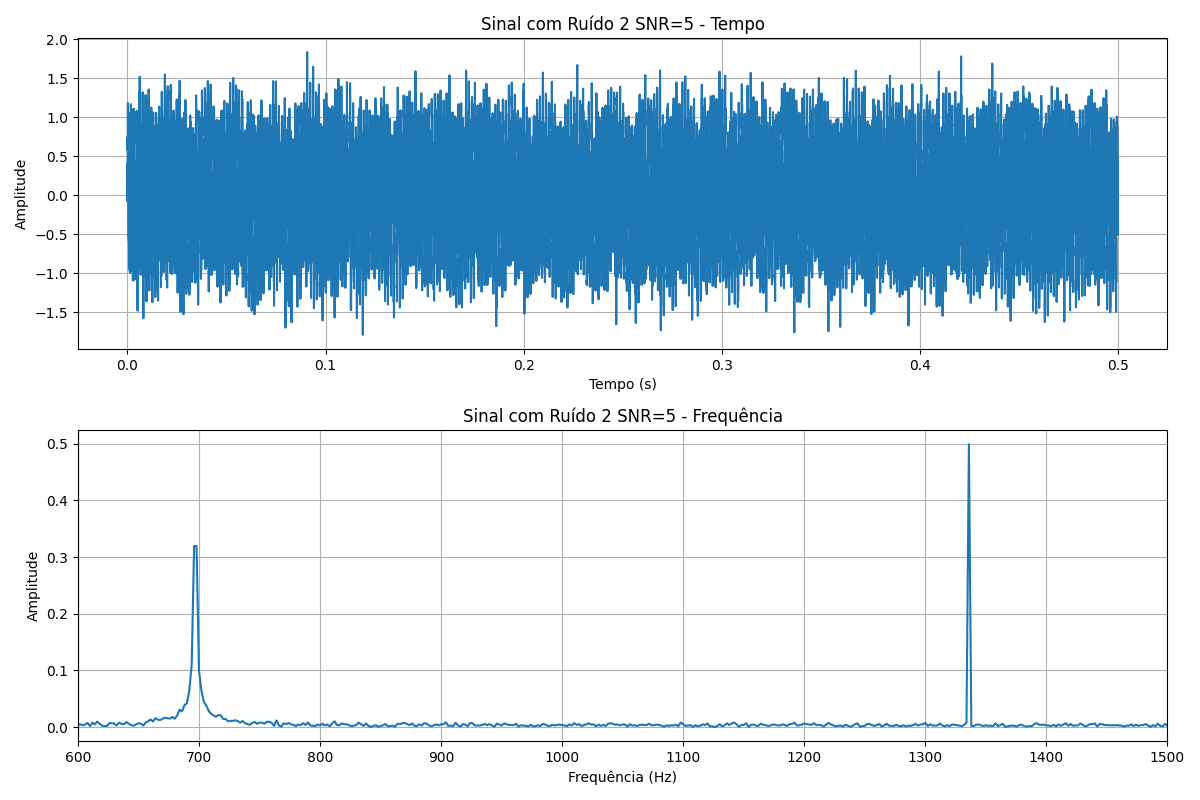 Sinal com Ruído 2 SNR=5 - Tempo
2.0
1.5
1.0
0.5
0.0
−0.5
−1.0
−1.5
Amplitude
0.0 0.1 0.2 0.3 0.4 0.5
Tempo (s)
Sinal com Ruído 2 SNR=5 - Frequência
0.5
0.4
0.3
0.2
0.1
0.0
Amplitude
600 700 800 900 1000 1100 1200 1300 1400 1500
Frequência (Hz)